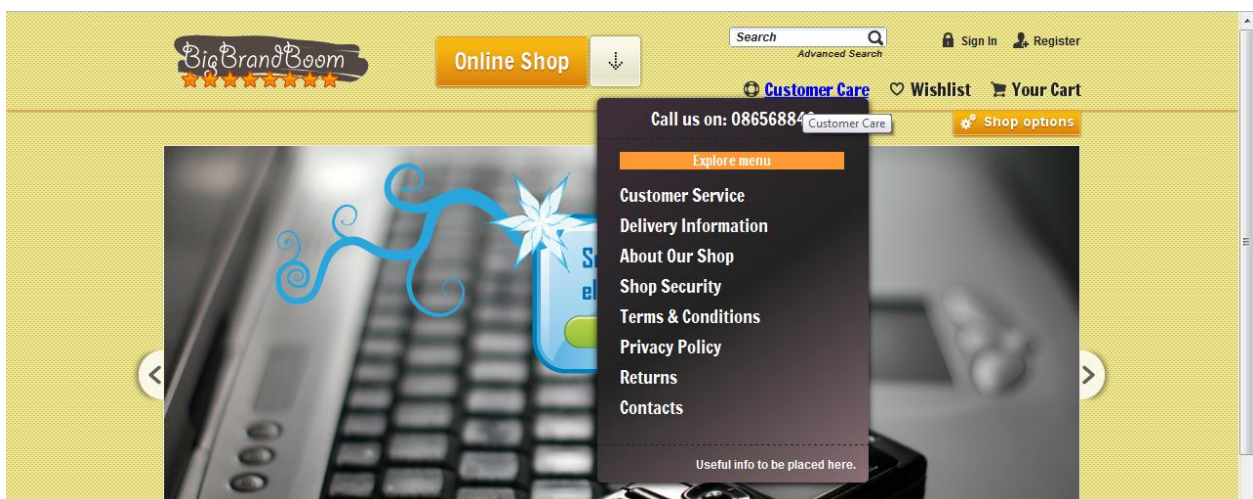 BigBrandBoom
Online Shop
Search
Advanced Search
Sign In
Register
Customer Care
Wishlist
Your Cart
Call us on:
Customer Care
Shop options
Explore menu
Customer Service
Delivery Information
About Our Shop
Shop Security
Terms & Conditions
Privacy Policy
Returns
Contacts
Useful info to be placed here.